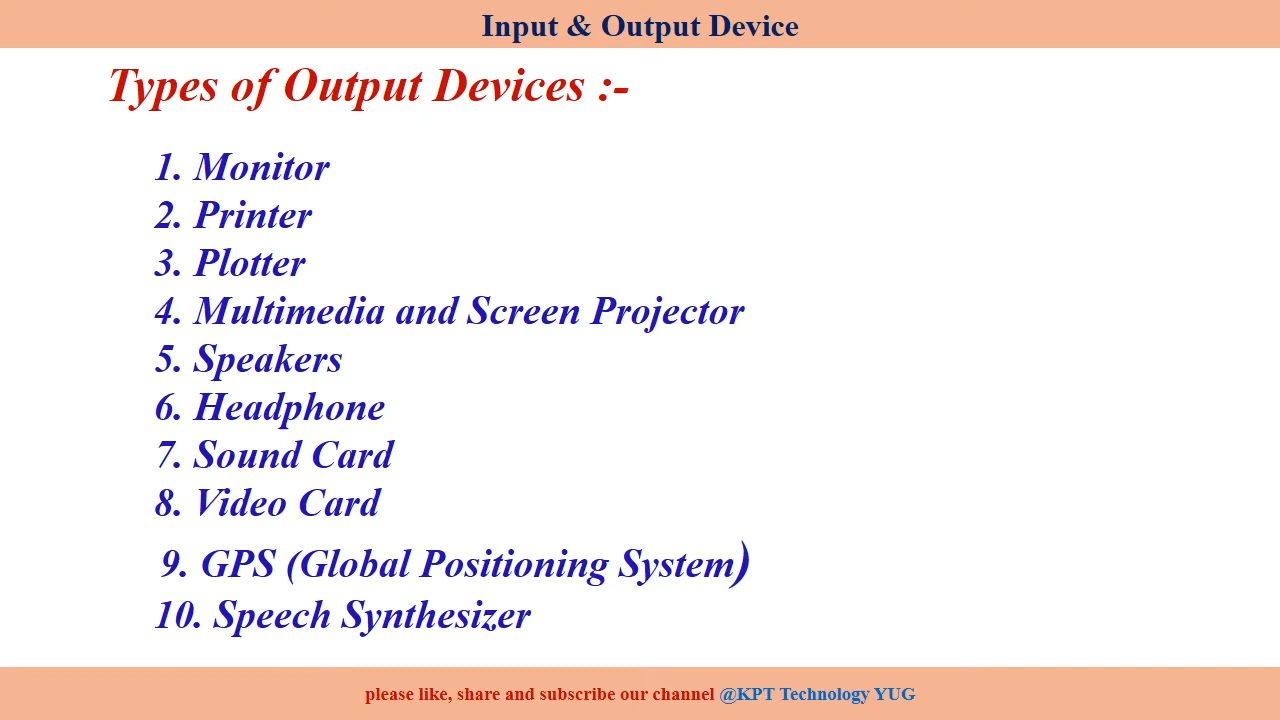 Input & Output Device
Types of Output Devices :-
1. Monitor
2. Printer
3. Plotter
4. Multimedia and Screen Projector
5. Speakers
6. Headphone
7. Sound Card
8. Video Card
9. GPS (Global Positioning System)
10. Speech Synthesizer
please like, share and subscribe our channel @KPT Technology YUG